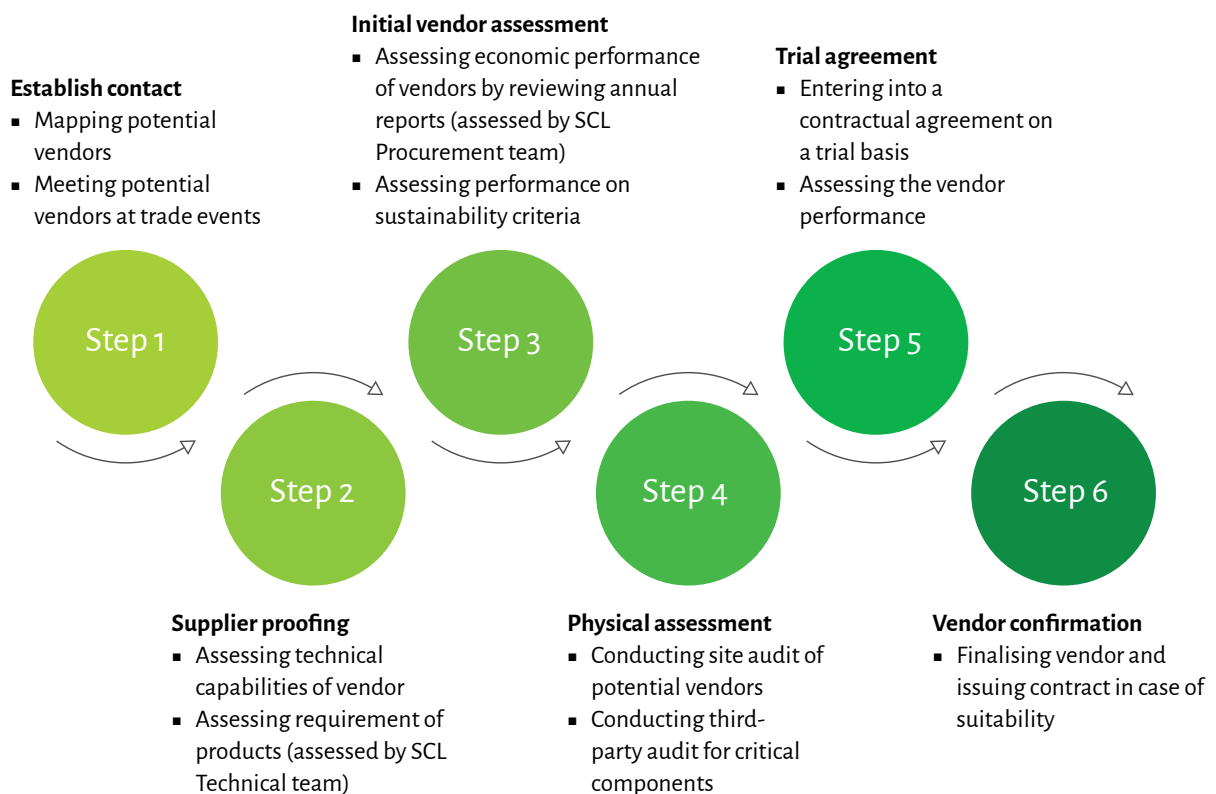 Establish contact
▪ Mapping potential
vendors
▪ Meeting potential
vendors at trade events
Step 1
Supplier proofing
▪ Assessing technical
capabilities of vendor
▪ Assessing requirement of
products (assessed by SCL
Technical team)
Step 2
Initial vendor assessment
▪ Assessing economic performance
of vendors by reviewing annual
reports (assessed by SCL
Procurement team)
▪ Assessing performance on
sustainability criteria
Step 3
Physical assessment
▪ Conducting site audit of
potential vendors
▪ Conducting third-
party audit for critical
components
Step 4
Trial agreement
▪ Entering into a
contractual agreement on
a trial basis
▪ Assessing the vendor
performance
Step 5
Vendor confirmation
▪ Finalising vendor and
issuing contract in case of
suitability
Step 6